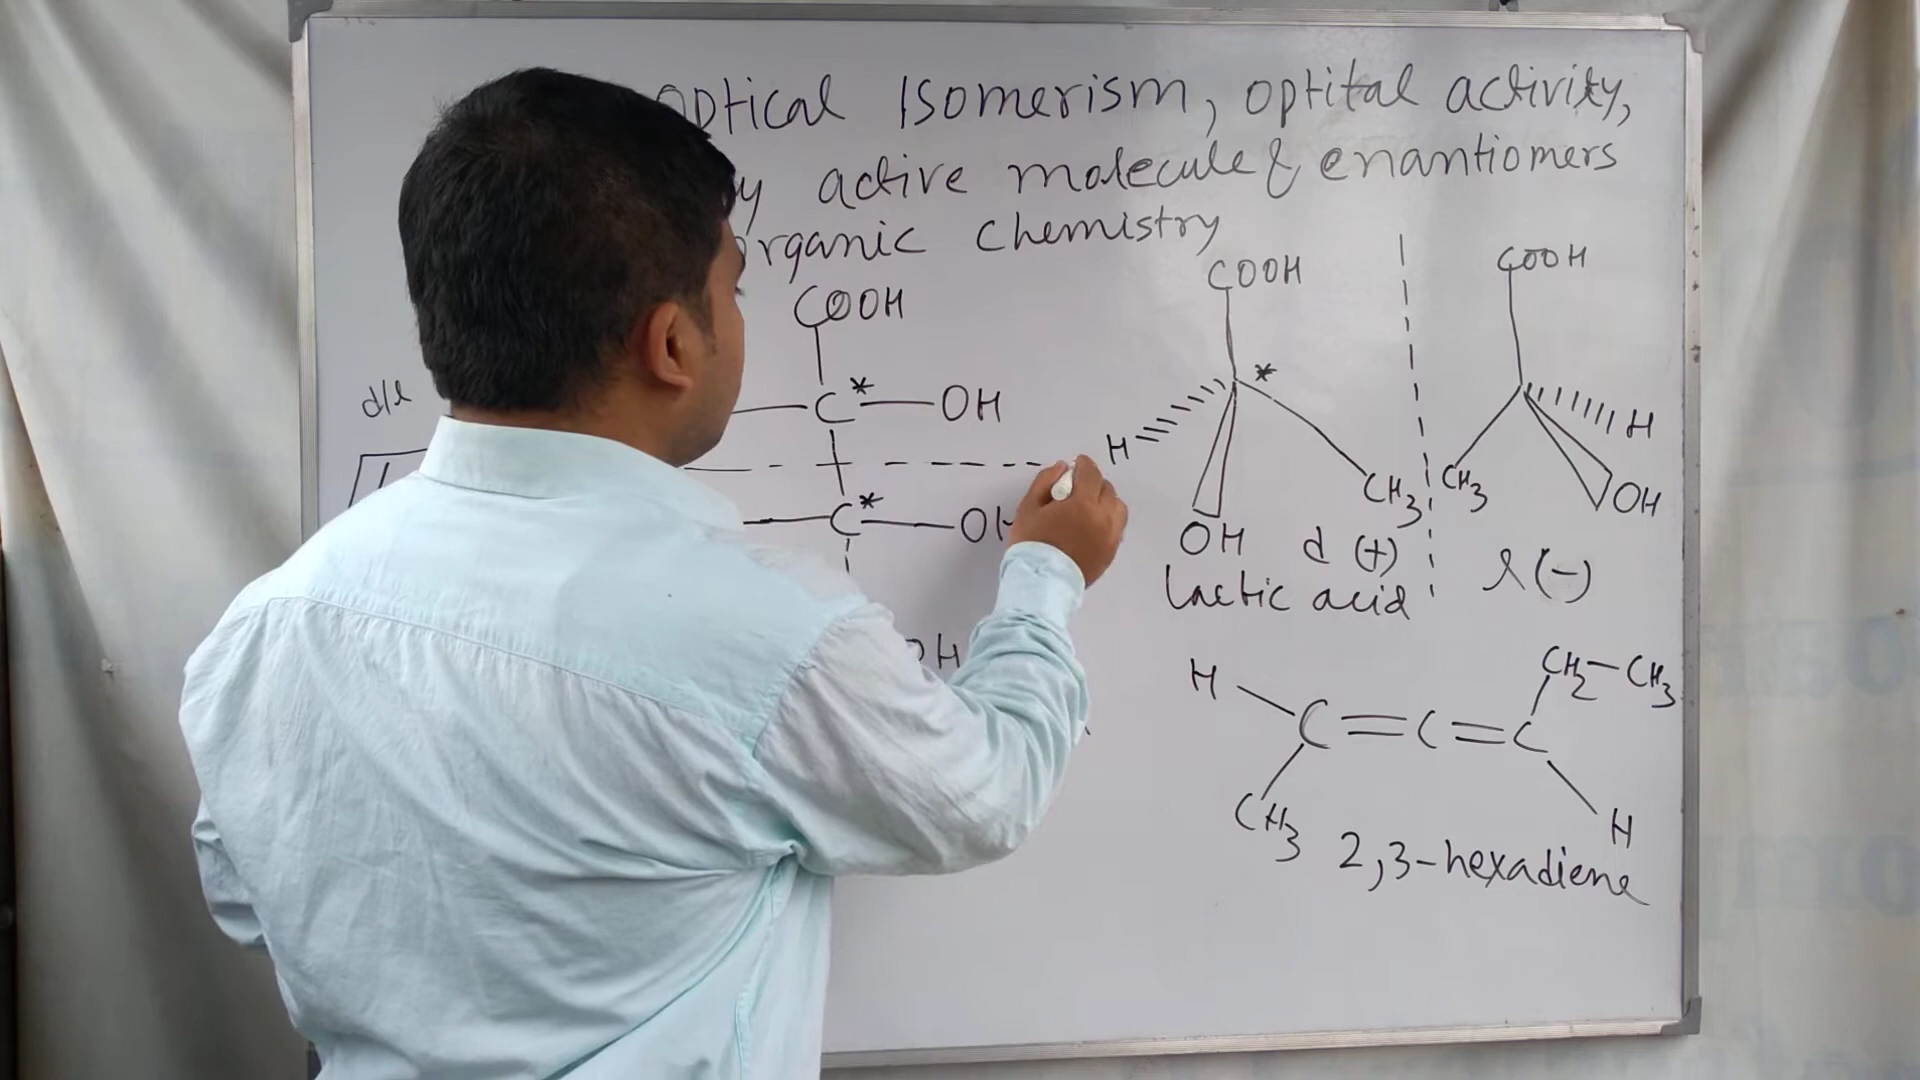 optical Isomerism, optital activity,
y active molecule & enantiomers
organic chemistry
COOH
C* OH
C* OH
OH
d/l
COOH
*
H
CH3
OH d (+)
Lactic acid
COOH
H
CH3
OH
l (-)
H CH2-CH3
C=C=C
CH3 H
2,3-hexadiene